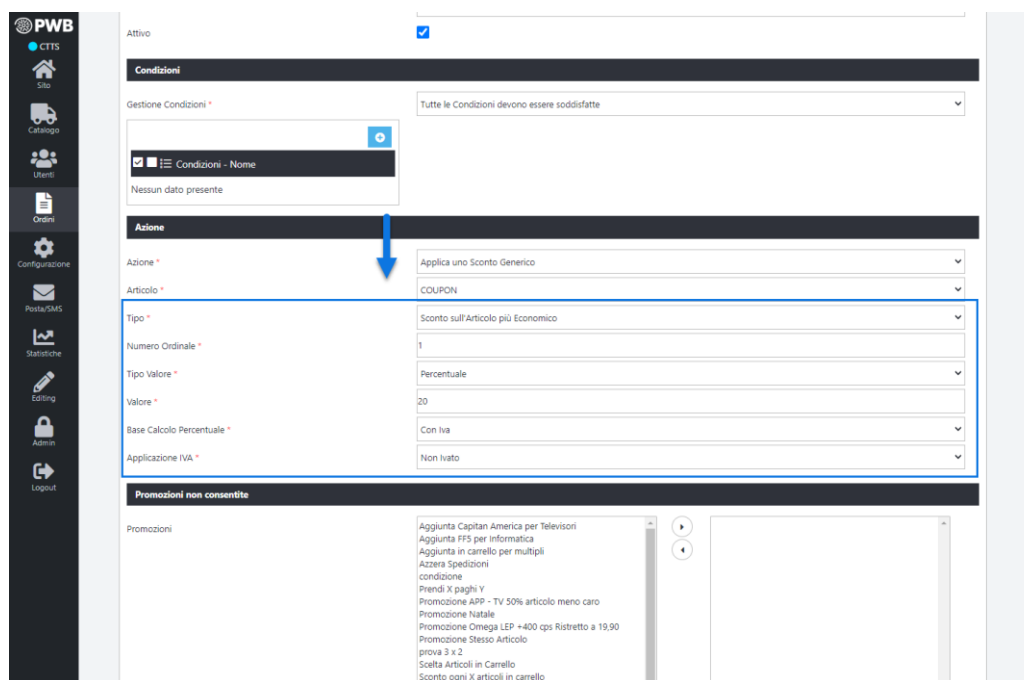 PWB
CTTS
Sito
Catalogo
Utenti
Ordini
Configurazione
Posta/SMS
Statistiche
Editing
Admin
Logout
Attivo
Condizioni
Gestione Condizioni * Tutte le Condizioni devono essere soddisfatte
Condizioni - Nome
Nessun dato presente
Azione
Azione * Applica uno Sconto Generico
Articolo * COUPON
Tipo * Sconto sull'Articolo più Economico
Numero Ordinale * 1
Tipo Valore * Percentuale
Valore * 20
Base Calcolo Percentuale * Con Iva
Applicazione IVA * Non Ivato
Promozioni non consentite
Promozioni
Aggiunta Capitan America per Televisori
Aggiunta FF5 per Informatica
Aggiunta in carrello per multipli
Azzera Spedizioni
condizione
Prendi X paghi Y
Promozione APP - TV 50% articolo meno caro
Promozione Natale
Promozione Omega LEP +400 cps Ristretto a 19,90
Promozione Stesso Articolo
prova 3 x 2
Scelta Articoli in Carrello
Sconto ogni X articoli in carrello